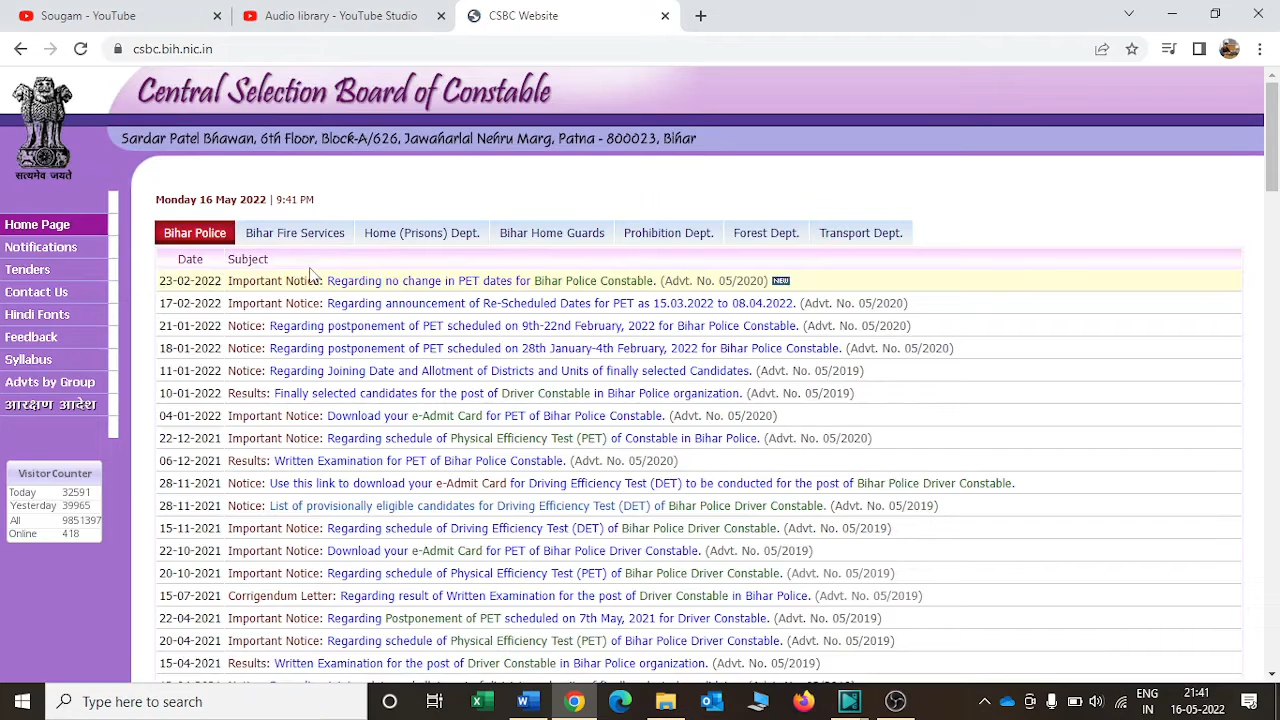 Sougam - YouTube
Audio library - YouTube Studio
CSBC Website
csbc.bih.nic.in
Central Selection Board of Constable
Sardar Patel Bhawan, 6th Floor, Block-A/626, Jawaharlal Nehru Marg, Patna - 800023, Bihar
सत्यमेव जयते
Monday 16 May 2022 | 9:41 PM
Home Page
Notifications
Tenders
Contact Us
Hindi Fonts
Feedback
Syllabus
Advts by Group
आरक्षण आदेश
Visitor Counter
Today 32591
Yesterday 39965
All 9851397
Online 418
Bihar Police Bihar Fire Services Home (Prisons) Dept. Bihar Home Guards Prohibition Dept. Forest Dept. Transport Dept.
Date Subject
23-02-2022 Important Notice: Regarding no change in PET dates for Bihar Police Constable. (Advt. No. 05/2020) NEW
17-02-2022 Important Notice: Regarding announcement of Re-Scheduled Dates for PET as 15.03.2022 to 08.04.2022. (Advt. No. 05/2020)
21-01-2022 Notice: Regarding postponement of PET scheduled on 9th-22nd February, 2022 for Bihar Police Constable. (Advt. No. 05/2020)
18-01-2022 Notice: Regarding postponement of PET scheduled on 28th January-4th February, 2022 for Bihar Police Constable. (Advt. No. 05/2020)
11-01-2022 Notice: Regarding Joining Date and Allotment of Districts and Units of finally selected Candidates. (Advt. No. 05/2019)
10-01-2022 Results: Finally selected candidates for the post of Driver Constable in Bihar Police organization. (Advt. No. 05/2019)
04-01-2022 Important Notice: Download your e-Admit Card for PET of Bihar Police Constable. (Advt. No. 05/2020)
22-12-2021 Important Notice: Regarding schedule of Physical Efficiency Test (PET) of Constable in Bihar Police. (Advt. No. 05/2020)
06-12-2021 Results: Written Examination for PET of Bihar Police Constable. (Advt. No. 05/2020)
28-11-2021 Notice: Use this link to download your e-Admit Card for Driving Efficiency Test (DET) to be conducted for the post of Bihar Police Driver Constable.
28-11-2021 Notice: List of provisionally eligible candidates for Driving Efficiency Test (DET) of Bihar Police Driver Constable. (Advt. No. 05/2019)
15-11-2021 Important Notice: Regarding schedule of Driving Efficiency Test (DET) of Bihar Police Driver Constable. (Advt. No. 05/2019)
22-10-2021 Important Notice: Download your e-Admit Card for PET of Bihar Police Driver Constable. (Advt. No. 05/2019)
20-10-2021 Important Notice: Regarding schedule of Physical Efficiency Test (PET) of Bihar Police Driver Constable. (Advt. No. 05/2019)
15-07-2021 Corrigendum Letter: Regarding result of Written Examination for the post of Driver Constable in Bihar Police. (Advt. No. 05/2019)
22-04-2021 Important Notice: Regarding Postponement of PET scheduled on 7th May, 2021 for Driver Constable. (Advt. No. 05/2019)
20-04-2021 Important Notice: Regarding schedule of Physical Efficiency Test (PET) of Bihar Police Driver Constable. (Advt. No. 05/2019)
15-04-2021 Results: Written Examination for the post of Driver Constable in Bihar Police organization. (Advt. No. 05/2019)
Type here to search
ENG
IN
21:41
16-05-2022